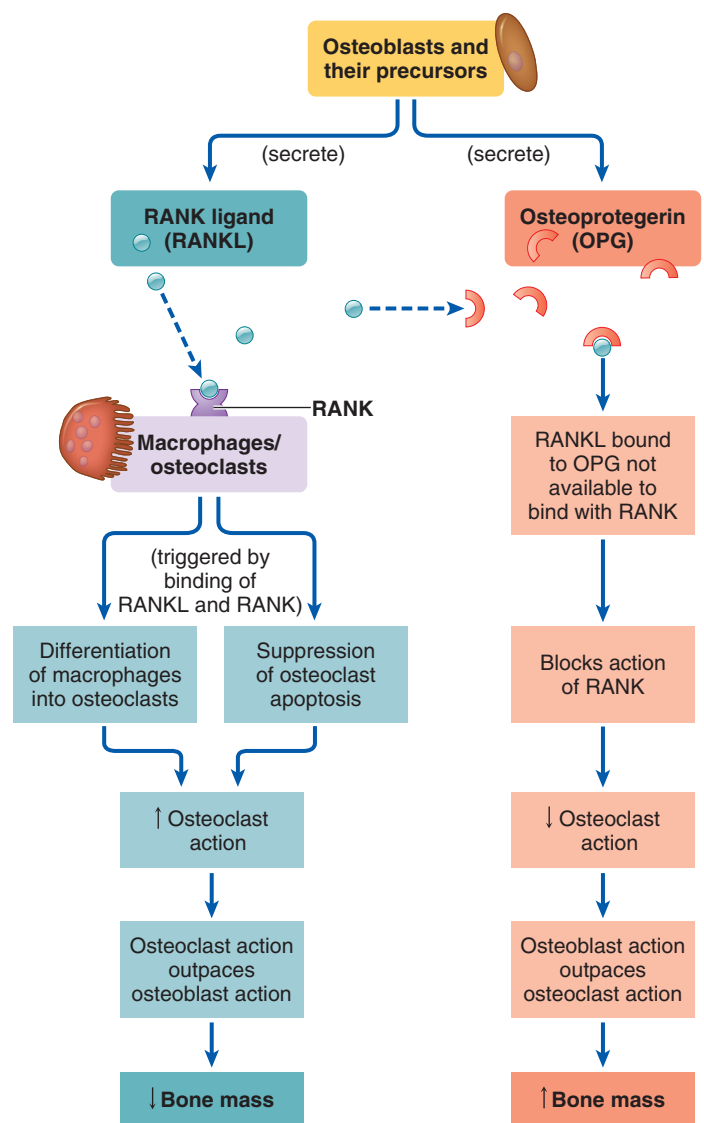 Osteoblasts and
their precursors
(secrete)
(secrete)
RANK ligand
(RANKL)
Osteoprotegerin
(OPG)
RANK
Macrophages/
osteoclasts
RANKL bound
to OPG not
available to
bind with RANK
(triggered by
binding of
RANKL and RANK)
Differentiation
of macrophages
into osteoclasts
Suppression
of osteoclast
apoptosis
Blocks action
of RANK
↑ Osteoclast
action
↓ Osteoclast
action
Osteoclast action
outpaces
osteoblast action
Osteoblast action
outpaces
osteoclast action
↓ Bone mass
↑ Bone mass